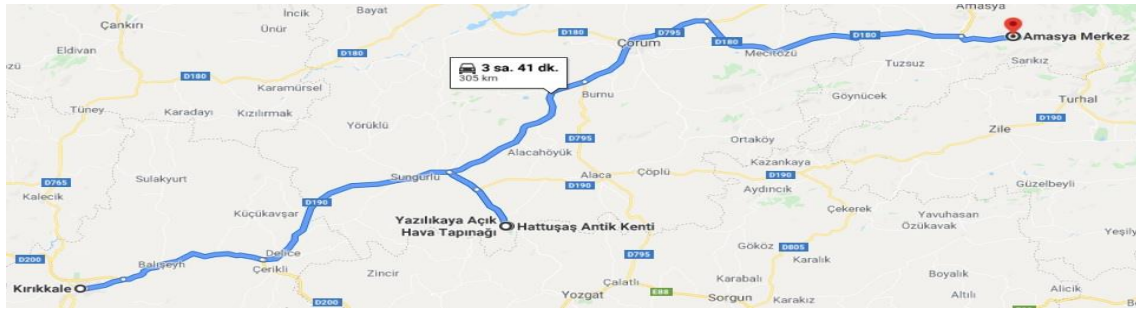 İncik
Bayat
Amasya
Çankırı
Ünür
D180
D795
Eldivan
D180
Çorum
D180
Mecitözü
D180
Amasya Merkez
3 sa. 41 dk.
305 km
Tuzsuz
Sarıkız
D180
Karamürsel
Burnu
Göynücek
Turhal
Tüney
Karadayı
Kızılırmak
Yörüklü
D795
D190
Ortaköy
Zile
Alacahöyük
Kazankaya
D765
Sulakyurt
Sungurlu
Alaca
Çöplü
D190
D190
Aydıncık
Güzelbeyli
Kalecik
Küçükavşar
D190
Çekerek
Yazılıkaya Açık
Hava Tapınağı
Hattuşaş Antik Kenti
Yavuhasan
Özükavak
Yeşily
D200
Balışeyh
Delice
Çerikli
Zincir
D795
Gököz
D805
Karalık
Kırıkkale
Çalatlı
Karabalı
Boyalık
D200
Yozgat
E88
Sorgun
Karakız
Altılı
Alicik